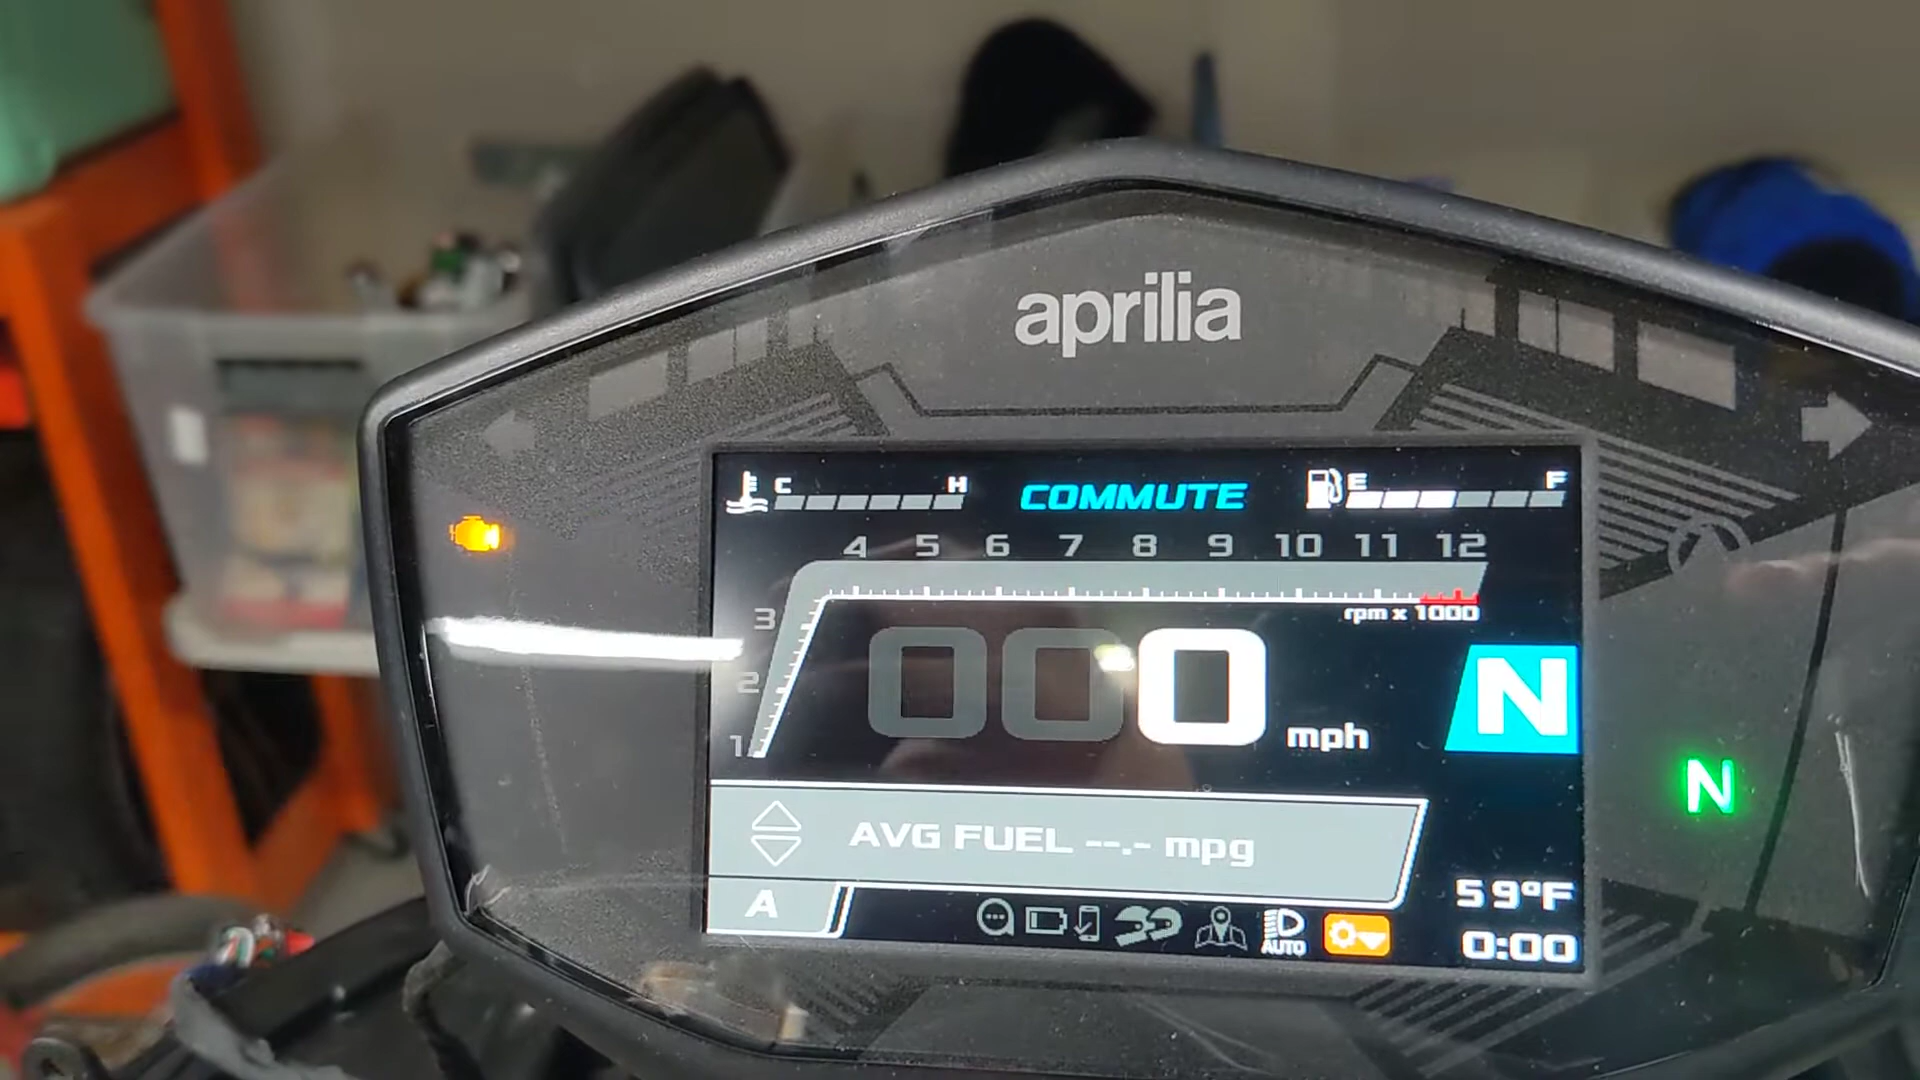 aprilia
C H COMMUTE E F
4 5 6 7 8 9 10 11 12
rpm x 1000
3
2
1
000 mph N
N
AVG FUEL --.- mpg
59°F
A AUTO 0:00